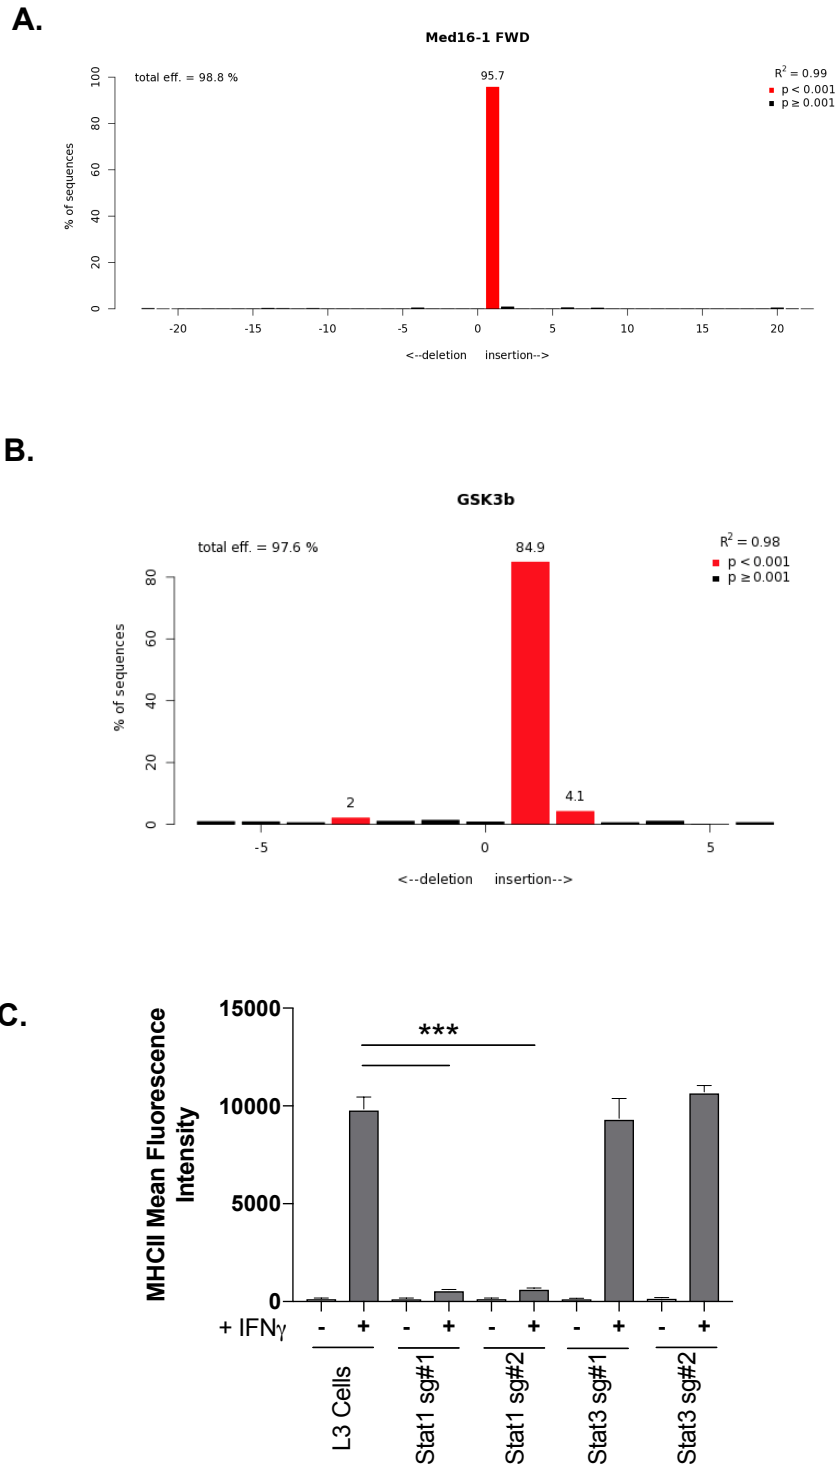 A.
Med16-1 FWD
total eff. = 98.8 %
95.7
R² = 0.99
p < 0.001
p ≥ 0.001
% of sequences
100
80
60
40
20
0
-20 -15 -10 -5 0 5 10 15 20
<--deletion insertion-->
B.
GSK3b
total eff. = 97.6 %
84.9
R² = 0.98
p < 0.001
p ≥ 0.001
% of sequences
80
60
40
20
0
2
4.1
-5 0 5
<--deletion insertion-->
C.
MHCII Mean Fluorescence
Intensity
15000
10000
5000
0
***
+ IFNγ - + - + - + - + - +
L3 Cells
Stat1 sg#1
Stat1 sg#2
Stat3 sg#1
Stat3 sg#2